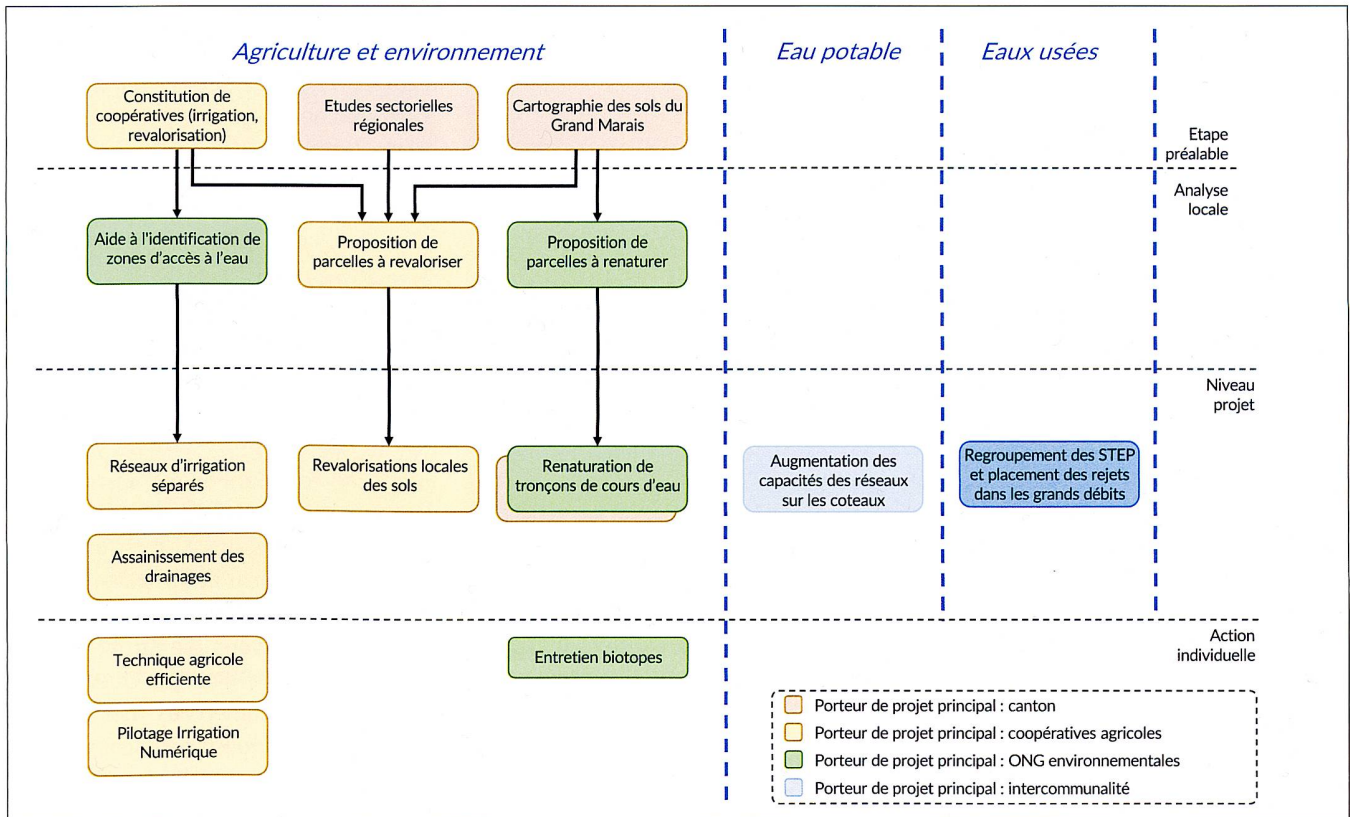 Agriculture et environnement
Eau potable
Eaux usées
Constitution de
coopératives (irrigation,
revalorisation)
Etudes sectorielles
régionales
Cartographie des sols du
Grand Marais
Etape
préalable
Analyse
locale
Aide à l'identification de
zones d'accès à l'eau
Proposition de
parcelles à revaloriser
Proposition de
parcelles à renaturer
Niveau
projet
Réseaux d'irrigation
séparés
Revalorisations locales
des sols
Renaturation de
tronçons de cours d'eau
Augmentation des
capacités des réseaux
sur les coteaux
Regroupement des STEP
et placement des rejets
dans les grands débits
Assainissement des
drainages
Action
individuelle
Technique agricole
efficiente
Entretien biotopes
Pilotage Irrigation
Numérique
Porteur de projet principal : canton
Porteur de projet principal : coopératives agricoles
Porteur de projet principal : ONG environnementales
Porteur de projet principal : intercommunalité